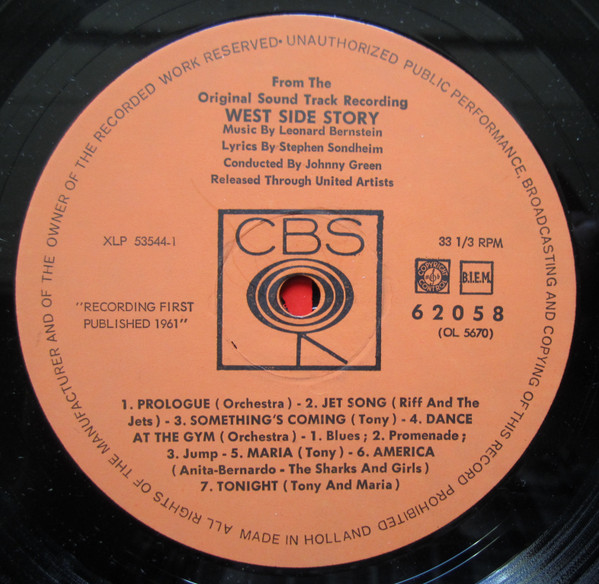 ALL RIGHTS OF THE MANUFACTURER AND OF THE OWNER OF THE RECORDED WORK RESERVED· UNAUTHORIZED PUBLIC PERFORMANCE, BROADCASTING AND COPYING OF THIS RECORD PROHIBITED
From The
Original Sound Track Recording
WEST SIDE STORY
Music By Leonard Bernstein
Lyrics By Stephen Sondheim
Conducted By Johnny Green
Released Through United Artists
CBS
XLP 53544-1
33 1/3 RPM
COPYRIGHT
CONTROL
B.I.E.M.
"RECORDING FIRST
PUBLISHED 1961"
62058
(OL 5670)
1. PROLOGUE ( Orchestra ) - 2. JET SONG ( Riff And The
Jets ) - 3. SOMETHING'S COMING ( Tony ) - 4. DANCE
AT THE GYM ( Orchestra ) - 1. Blues ; 2. Promenade ;
3. Jump - 5. MARIA ( Tony ) - 6. AMERICA
( Anita-Bernardo - The Sharks And Girls )
7. TONIGHT ( Tony And Maria )
MADE IN HOLLAND